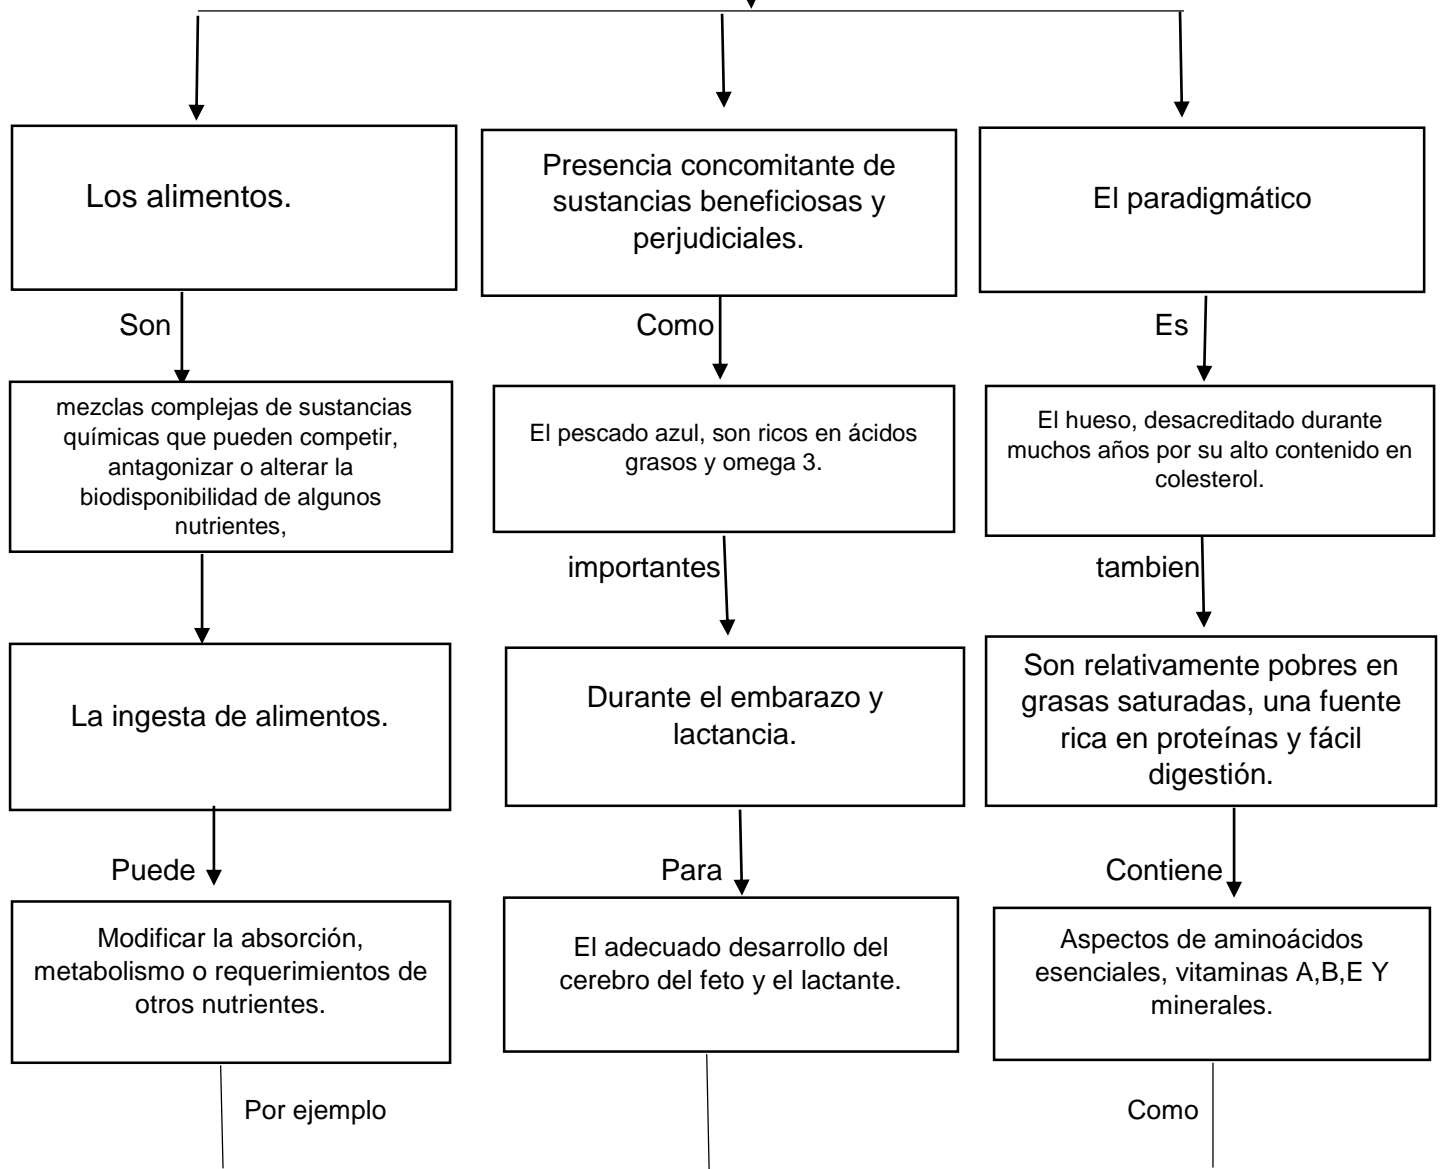 Los alimentos.
Presencia concomitante de
sustancias beneficiosas y
perjudiciales.
El paradigmático
Son
Como
Es
mezclas complejas de sustancias
químicas que pueden competir,
antagonizar o alterar la
biodisponibilidad de algunos
nutrientes,
El pescado azul, son ricos en ácidos
grasos y omega 3.
El hueso, desacreditado durante
muchos años por su alto contenido en
colesterol.
importantes
tambien
La ingesta de alimentos.
Durante el embarazo y
lactancia.
Son relativamente pobres en
grasas saturadas, una fuente
rica en proteínas y fácil
digestión.
Puede
Para
Contiene
Modificar la absorción,
metabolismo o requerimientos de
otros nutrientes.
El adecuado desarrollo del
cerebro del feto y el lactante.
Aspectos de aminoácidos
esenciales, vitaminas A,B,E Y
minerales.
Por ejemplo
Como